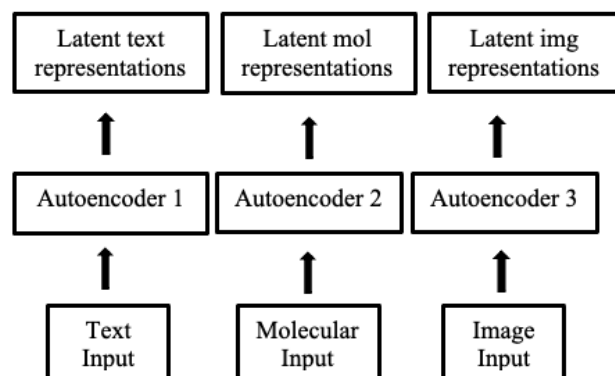 Latent text
representations
Latent mol
representations
Latent img
representations
Autoencoder 1
Autoencoder 2
Autoencoder 3
Text
Input
Molecular
Input
Image
Input